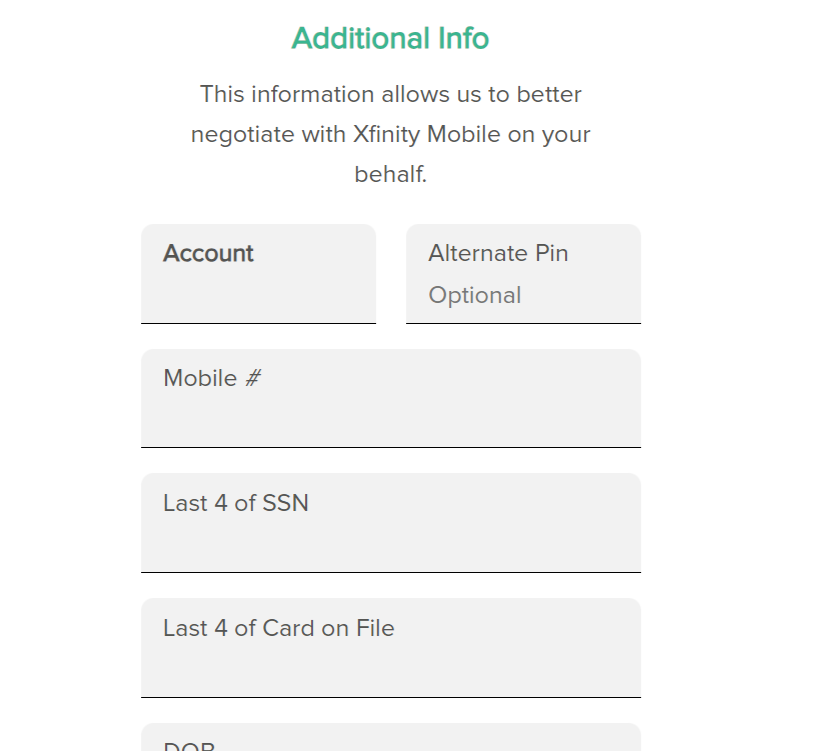 Additional Info
This information allows us to better
negotiate with Xfinity Mobile on your
behalf.
Account
Alternate Pin
Optional
Mobile #
Last 4 of SSN
Last 4 of Card on File
DOB